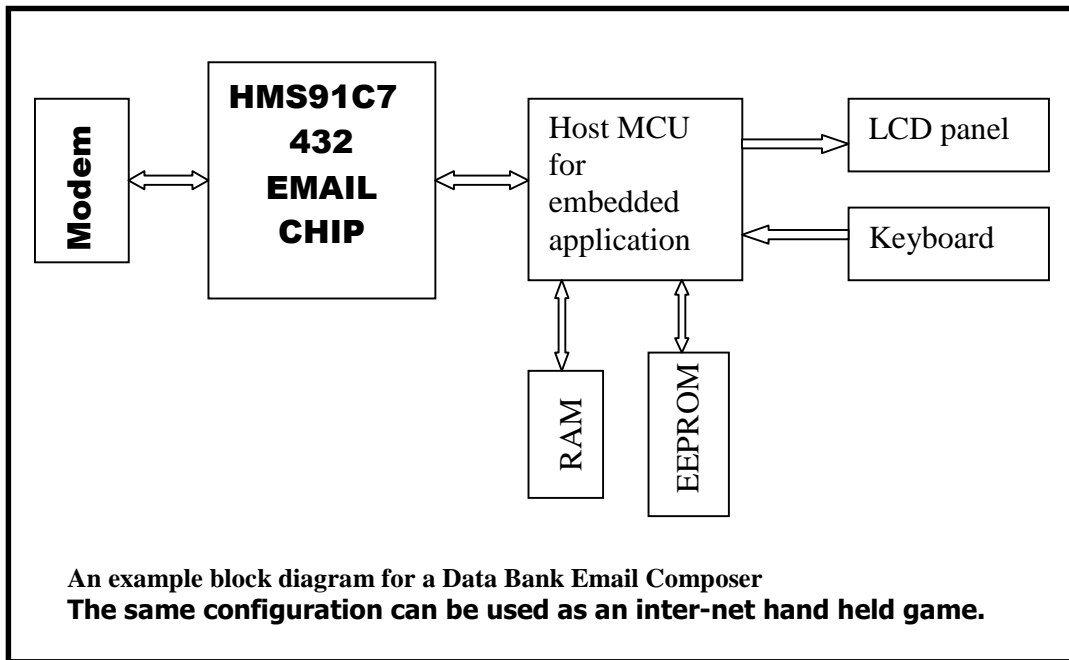 Modem
HMS91C7
432
EMAIL
CHIP
Host MCU
for
embedded
application
LCD panel
Keyboard
RAM
EEPROM
An example block diagram for a Data Bank Email Composer
The same configuration can be used as an inter-net hand held game.